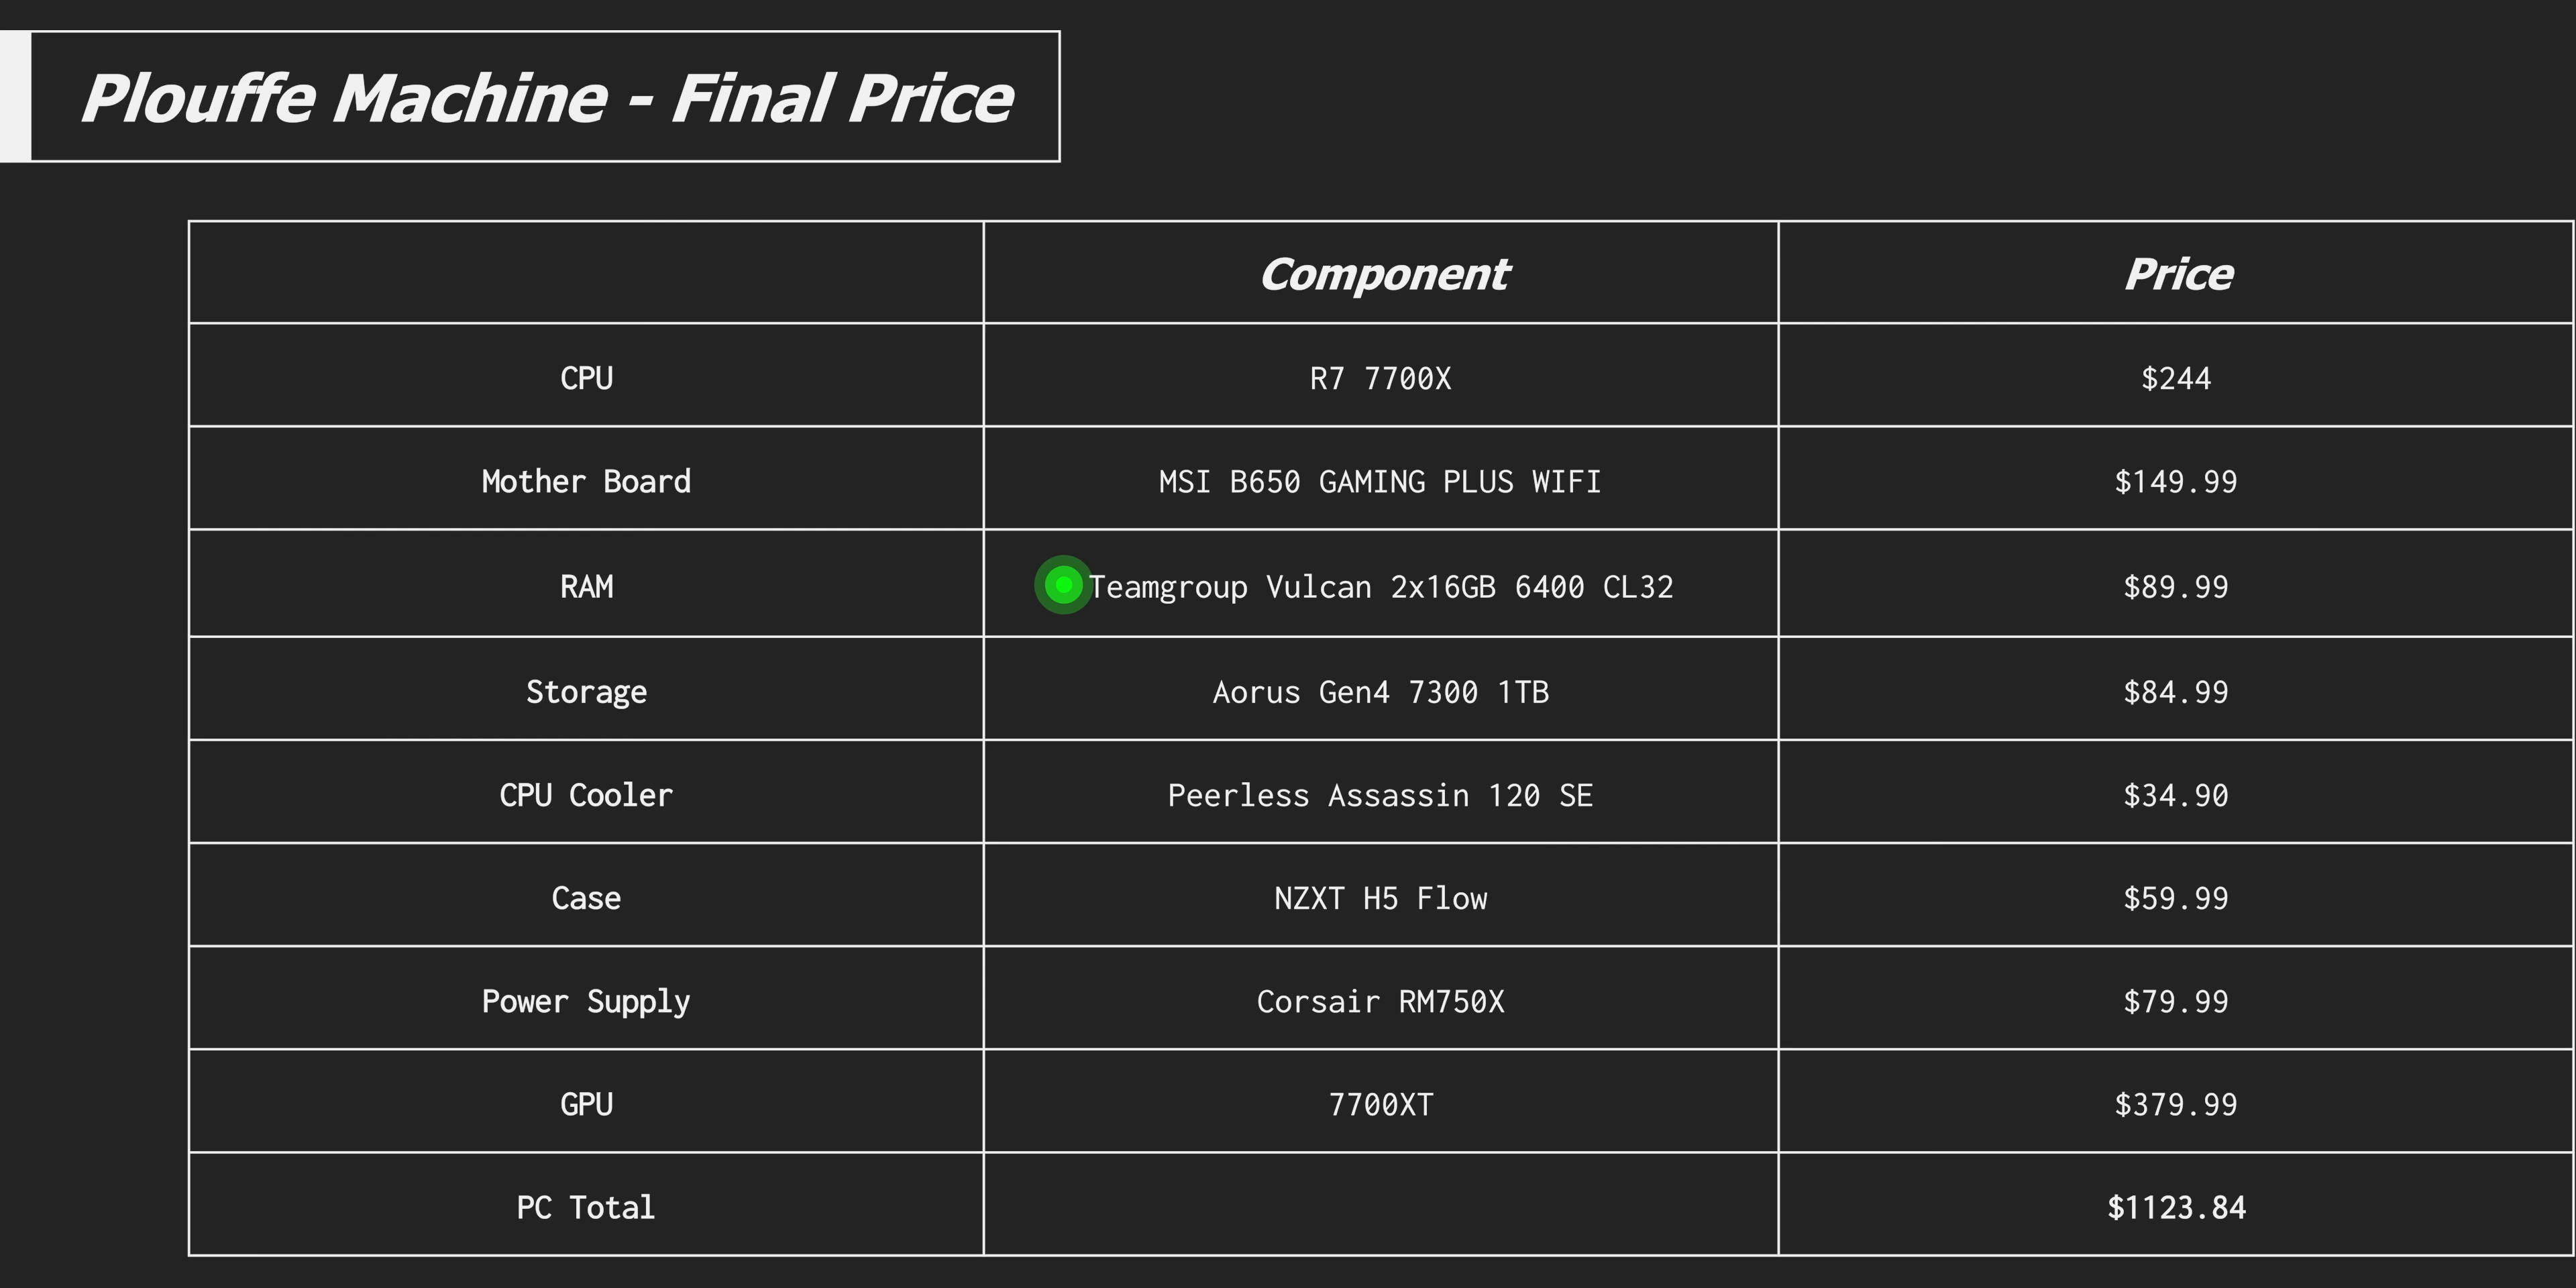 Plouffe Machine - Final Price
Component Price
CPU R7 7700X $244
Mother Board MSI B650 GAMING PLUS WIFI $149.99
RAM Teamgroup Vulcan 2x16GB 6400 CL32 $89.99
Storage Aorus Gen4 7300 1TB $84.99
CPU Cooler Peerless Assassin 120 SE $34.90
Case NZXT H5 Flow $59.99
Power Supply Corsair RM750X $79.99
GPU 7700XT $379.99
PC Total $1123.84